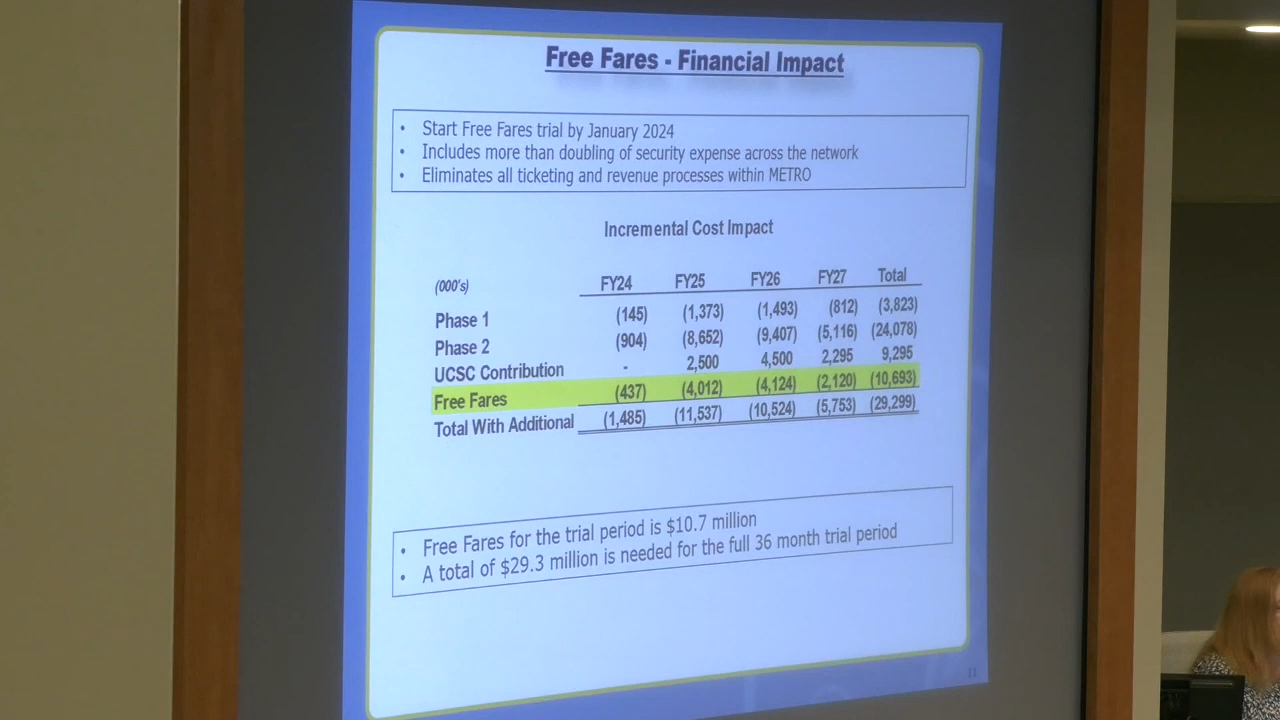 Free Fares - Financial Impact
• Start Free Fares trial by January 2024
• Includes more than doubling of security expense across the network
• Eliminates all ticketing and revenue processes within METRO
Incremental Cost Impact
(000's) FY24 FY25 FY26 FY27 Total
Phase 1 (145) (1,373) (1,493) (812) (3,823)
Phase 2 (904) (8,652) (9,407) (5,116) (24,078)
UCSC Contribution - 2,500 4,500 2,295 9,295
Free Fares (437) (4,012) (4,124) (2,120) (10,693)
Total With Additional (1,485) (11,537) (10,524) (5,753) (29,299)
• Free Fares for the trial period is $10.7 million
• A total of $29.3 million is needed for the full 36 month trial period
11